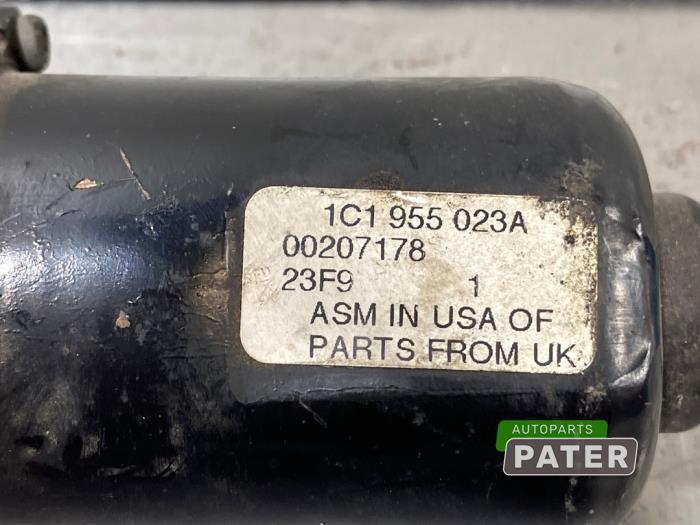 1C1 955 023A
00207178
23F9 1
ASM IN USA OF
PARTS FROM UK
AUTOPARTS
PATER